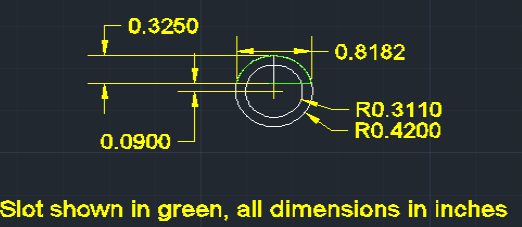 0.3250
0.8182
R0.3110
R0.4200
0.0900
Slot shown in green, all dimensions in inches